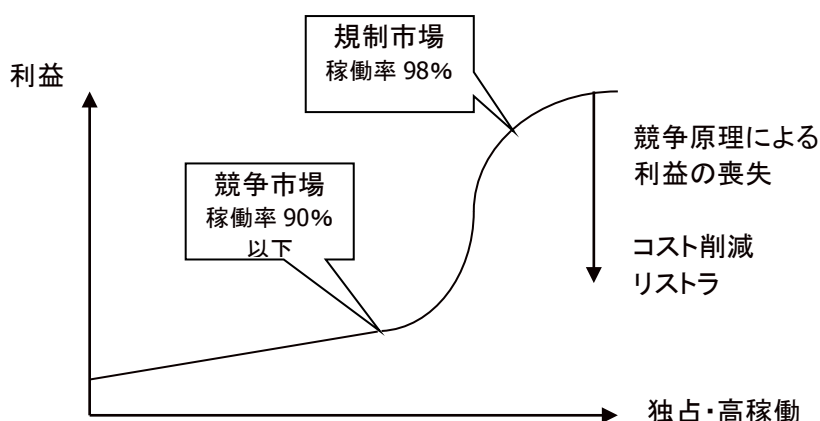 規制市場
稼働率 98%
利益
競争原理による
利益の喪失
競争市場
稼働率 90%
以下
コスト削減
リストラ
独占・高稼働